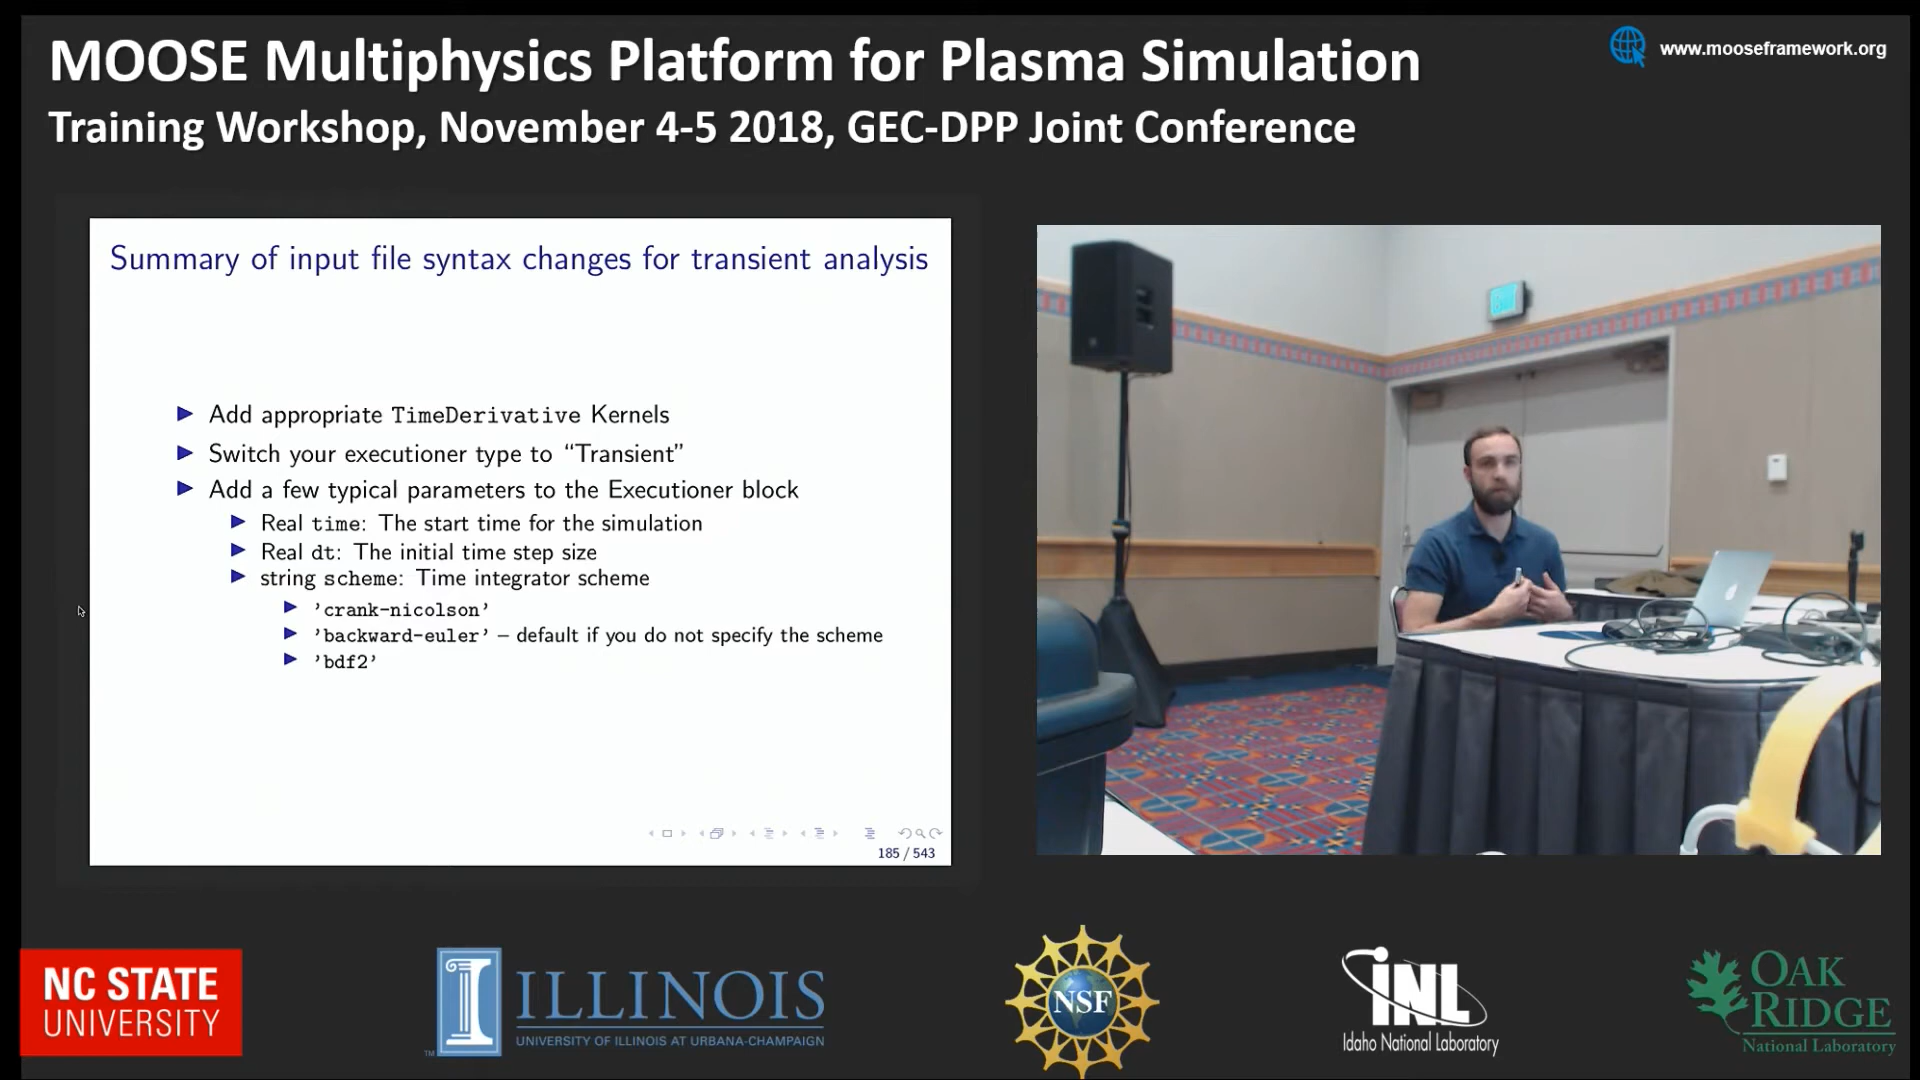 MOOSE Multiphysics Platform for Plasma Simulation
www.mooseframework.org
Training Workshop, November 4-5 2018, GEC-DPP Joint Conference
Summary of input file syntax changes for transient analysis
Add appropriate TimeDerivative Kernels
Switch your executioner type to “Transient”
Add a few typical parameters to the Executioner block
Real time: The start time for the simulation
Real dt: The initial time step size
string scheme: Time integrator scheme
’crank-nicolson’
’backward-euler’ – default if you do not specify the scheme
’bdf2’
185 / 543
NC STATE
UNIVERSITY
ILLINOIS
UNIVERSITY OF ILLINOIS AT URBANA-CHAMPAIGN
TM
NSF
INL
Idaho National Laboratory
OAK
RIDGE
National Laboratory